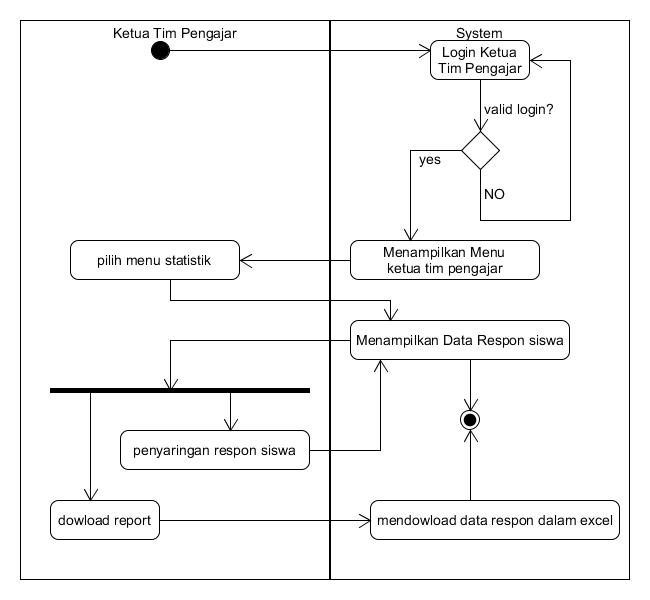 Ketua Tim Pengajar
System
Login Ketua
Tim Pengajar
valid login?
yes
NO
Menampilkan Menu
ketua tim pengajar
pilih menu statistik
Menampilkan Data Respon siswa
penyaringan respon siswa
dowload report
mendowload data respon dalam excel